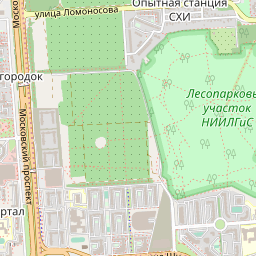 Опытная станция
СХИ
улица Ломоносова
городок
Лесопарковы
участок
НИИЛГиС
Московский проспект
ртал